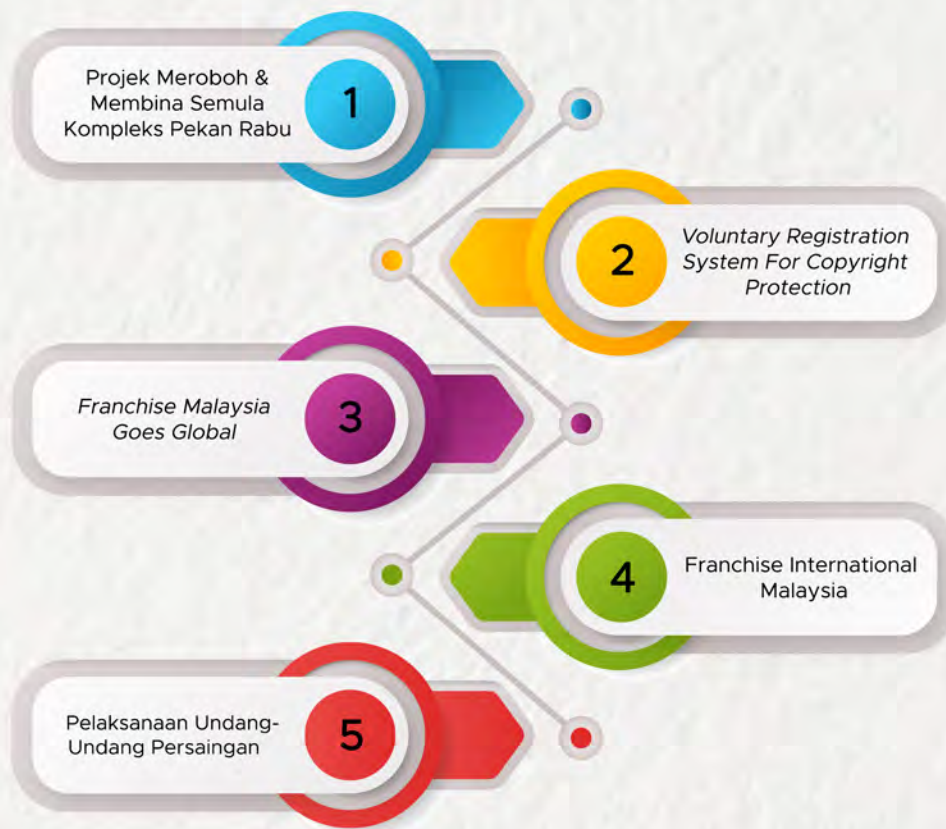 Projek Meroboh &
Membina Semula
Kompleks Pekan Rabu
1
2
Voluntary Registration
System For Copyright
Protection
Franchise Malaysia
Goes Global
3
4
Franchise International
Malaysia
Pelaksanaan Undang-
Undang Persaingan
5